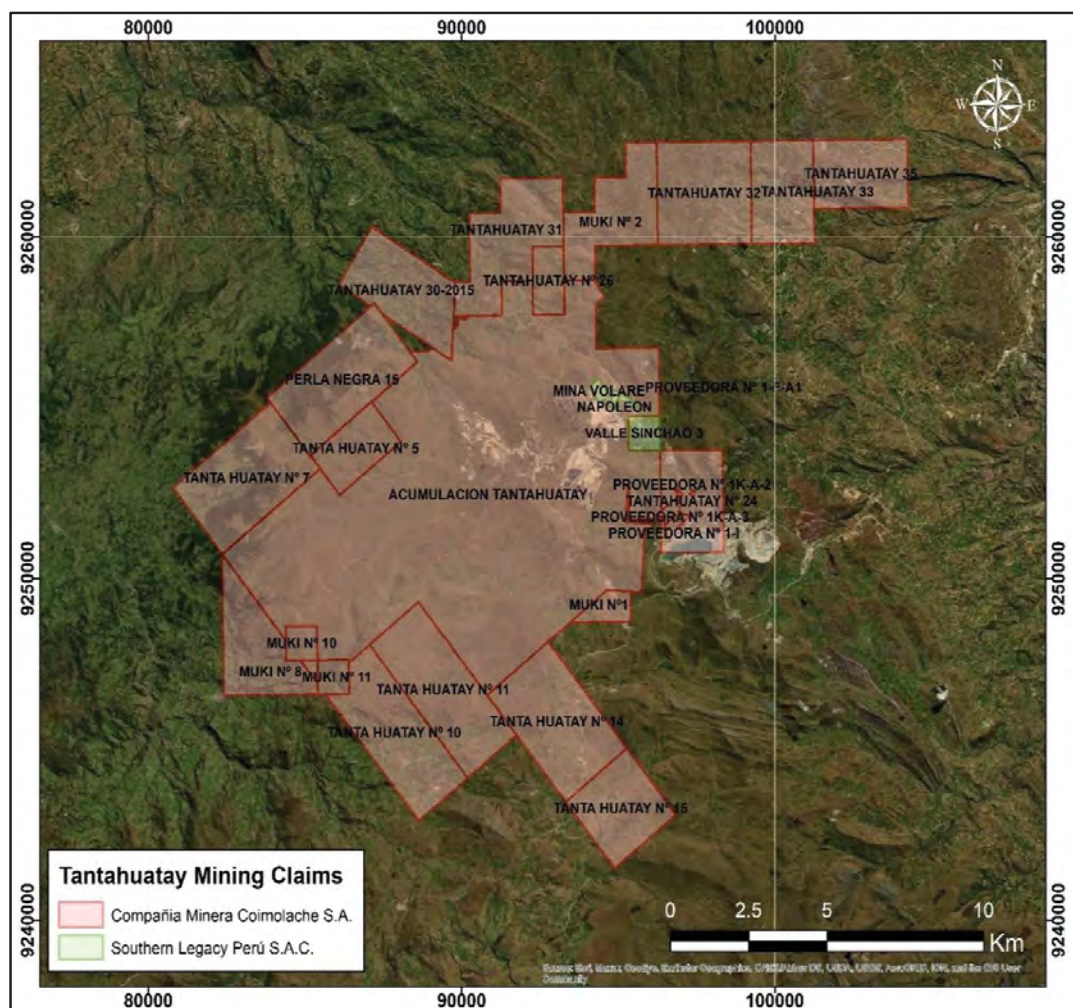 80000
90000
100000
N
W
E
S
TANTAHUATAY 35
TANTAHUATAY 32
TANTAHUATAY 33
MUKI Nº 2
TANTAHUATAY 31
9260000
9260000
TANTAHUATAY Nº 26
TANTAHUATAY 30-2015
PERLA NEGRA 15
MINA VOLARE
NAPOLEON
VALLE SINCHAO 3
TANTA HUATAY Nº 5
TANTA HUATAY Nº 7
PROVEEDORA Nº 1K-A-2
ACUMULACION TANTAHUATAY
TANTAHUATAY Nº 24
PROVEEDORA Nº 1K-A-3
PROVEEDORA Nº 1-I
9250000
9250000
MUKI Nº1
MUKI Nº 10
MUKI Nº 8
MUKI Nº 11
TANTA HUATAY Nº 11
TANTA HUATAY Nº 14
TANTA HUATAY Nº 10
TANTA HUATAY Nº 15
Tantahuatay Mining Claims
Compañia Minera Coimolache S.A.
Southern Legacy Perú S.A.C.
0
2.5
5
10
Km
9240000
9240000
80000
90000
100000